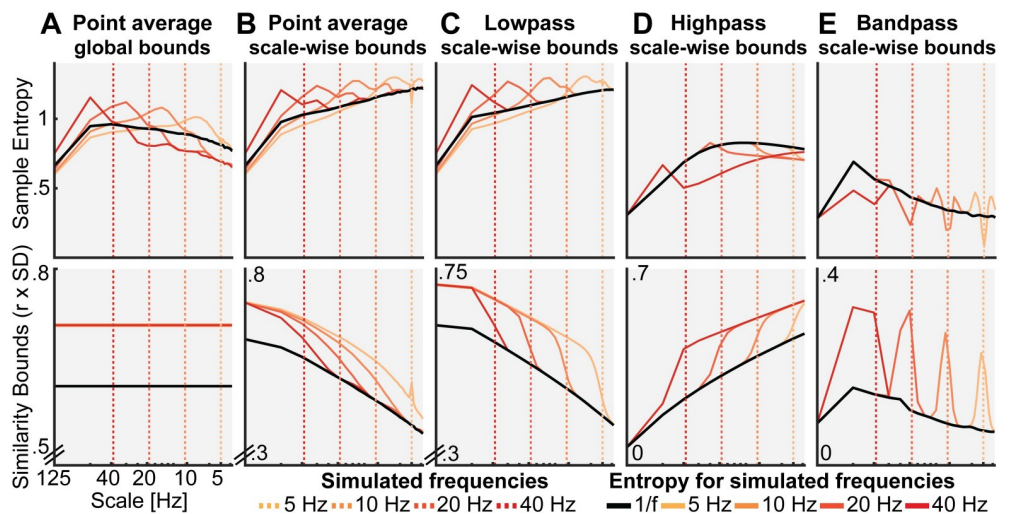 A Point average
global bounds
B Point average
scale-wise bounds
C Lowpass
scale-wise bounds
D Highpass
scale-wise bounds
E Bandpass
scale-wise bounds
Sample Entropy
1
.5
Similarity Bounds (r x SD)
.8
.5
.8
.3
.75
.3
.7
0
.4
0
125 40 20 10 5
Scale [Hz]
Simulated frequencies
5 Hz 10 Hz 20 Hz 40 Hz
Entropy for simulated frequencies
1/f 5 Hz 10 Hz 20 Hz 40 Hz